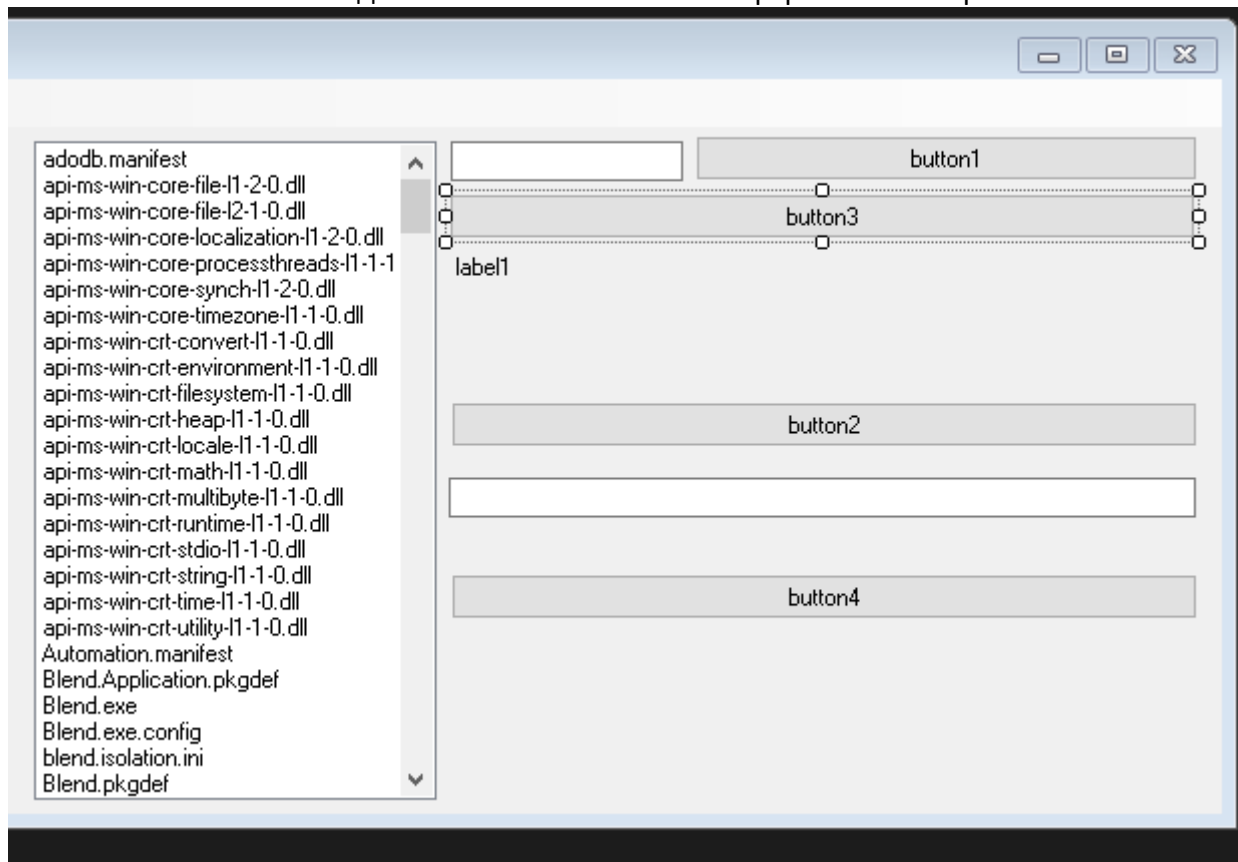 adodb.manifest
api-ms-win-core-file-l1-2-0.dll
api-ms-win-core-file-l2-1-0.dll
api-ms-win-core-localization-l1-2-0.dll
api-ms-win-core-processthreads-l1-1-1
api-ms-win-core-synch-l1-2-0.dll
api-ms-win-core-timezone-l1-1-0.dll
api-ms-win-crt-convert-l1-1-0.dll
api-ms-win-crt-environment-l1-1-0.dll
api-ms-win-crt-filesystem-l1-1-0.dll
api-ms-win-crt-heap-l1-1-0.dll
api-ms-win-crt-locale-l1-1-0.dll
api-ms-win-crt-math-l1-1-0.dll
api-ms-win-crt-multibyte-l1-1-0.dll
api-ms-win-crt-runtime-l1-1-0.dll
api-ms-win-crt-stdio-l1-1-0.dll
api-ms-win-crt-string-l1-1-0.dll
api-ms-win-crt-time-l1-1-0.dll
api-ms-win-crt-utility-l1-1-0.dll
Automation.manifest
Blend.Application.pkgdef
Blend.exe
Blend.exe.config
blend.isolation.ini
Blend.pkgdef
button1
button3
label1
button2
button4